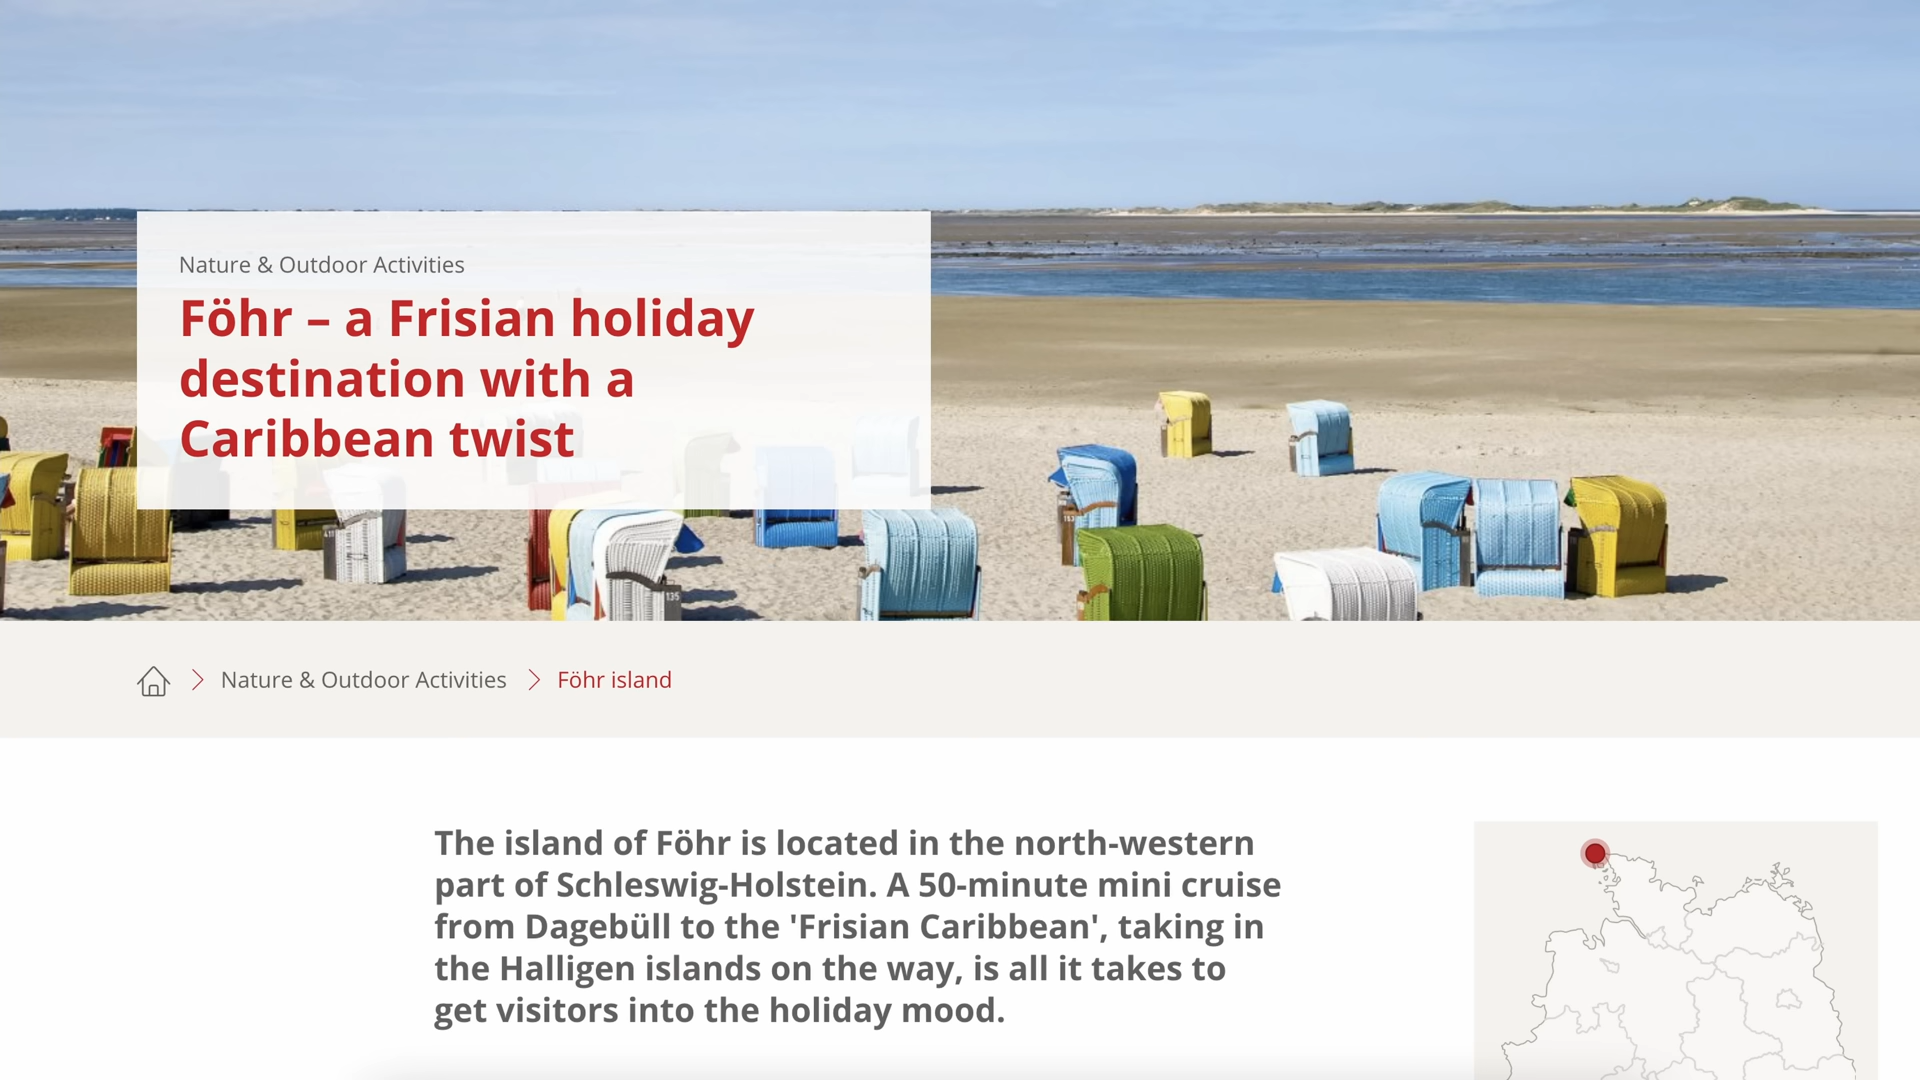 Nature & Outdoor Activities
Föhr – a Frisian holiday
destination with a
Caribbean twist
411
135
153
Nature & Outdoor Activities
Föhr island
The island of Föhr is located in the north-western
part of Schleswig-Holstein. A 50-minute mini cruise
from Dagebüll to the 'Frisian Caribbean', taking in
the Halligen islands on the way, is all it takes to
get visitors into the holiday mood.